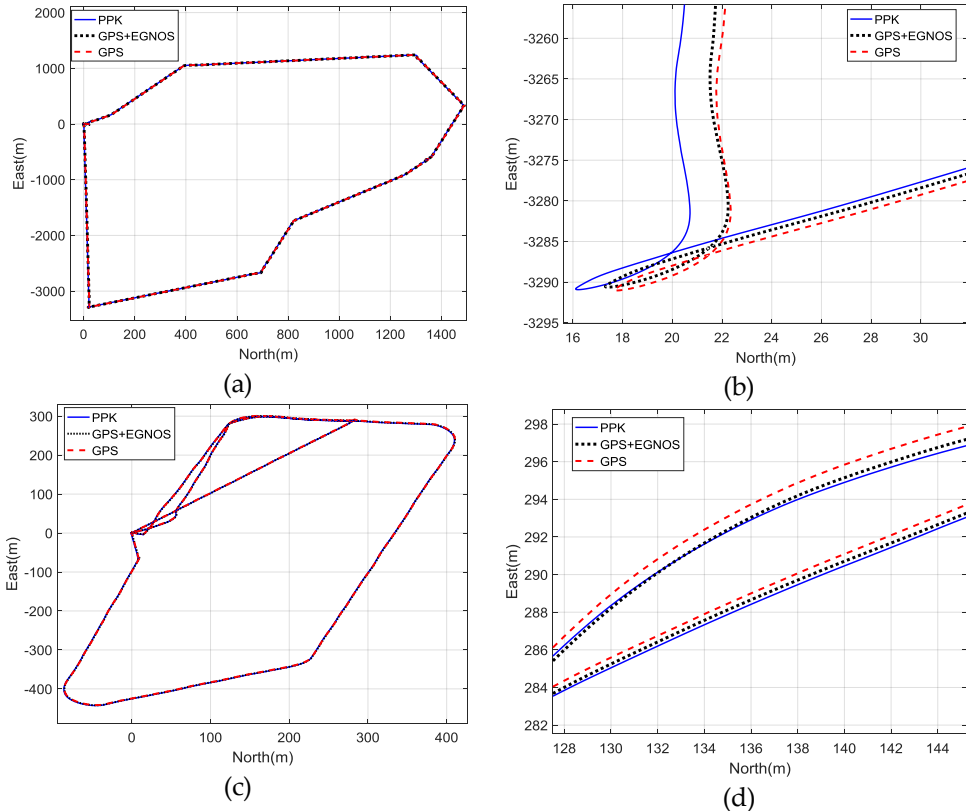 2000
1000
0
-1000
-2000
-3000
East(m)
PPK
GPS+EGNOS
GPS
0 200 400 600 800 1000 1200 1400
North(m)
(a)
-3260
-3265
-3270
-3275
-3280
-3285
-3290
-3295
East(m)
PPK
GPS+EGNOS
GPS
16 18 20 22 24 26 28 30
North(m)
(b)
300
200
100
0
-100
-200
-300
-400
East(m)
PPK
GPS+EGNOS
GPS
0 100 200 300 400
North(m)
(c)
298
296
294
292
290
288
286
284
282
East(m)
PPK
GPS+EGNOS
GPS
128 130 132 134 136 138 140 142 144
North(m)
(d)